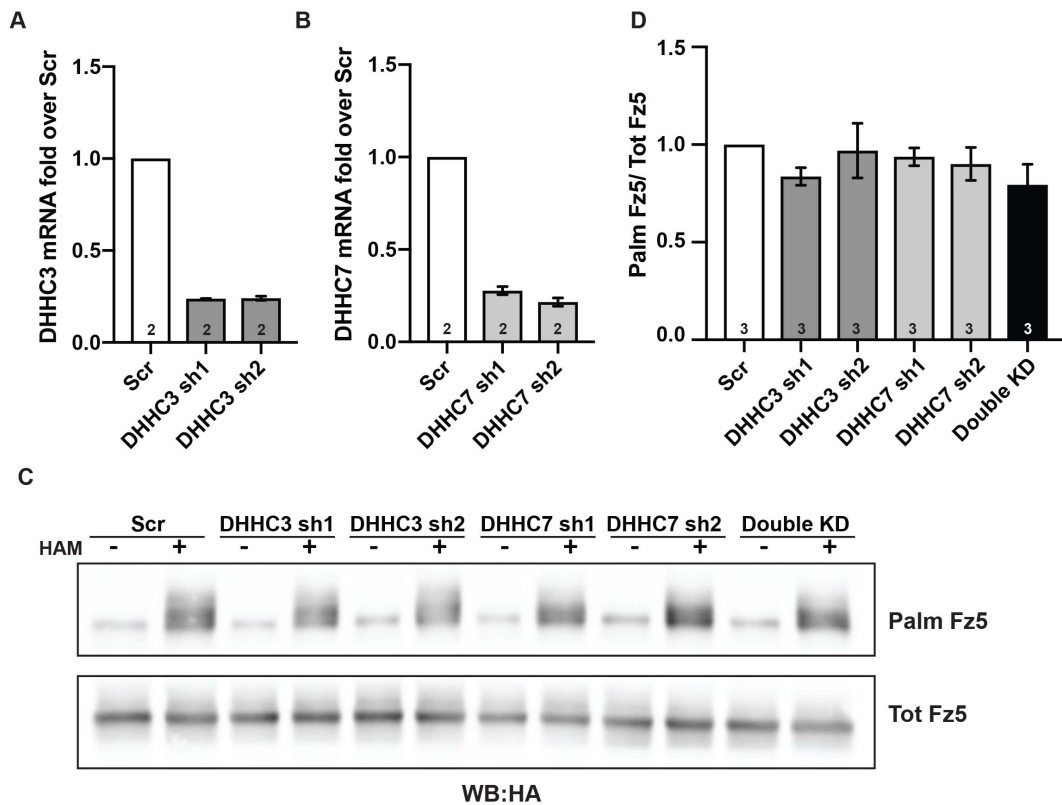 A
DHHC3 mRNA fold over Scr
1.5
1.0
0.5
0.0
2
2
2
Scr
DHHC3 sh1
DHHC3 sh2
B
DHHC7 mRNA fold over Scr
1.5
1.0
0.5
0.0
2
2
2
Scr
DHHC7 sh1
DHHC7 sh2
D
Palm Fz5/ Tot Fz5
1.5
1.0
0.5
0.0
3
3
3
3
3
3
Scr
DHHC3 sh1
DHHC3 sh2
DHHC7 sh1
DHHC7 sh2
Double KD
C
Scr DHHC3 sh1 DHHC3 sh2 DHHC7 sh1 DHHC7 sh2 Double KD
HAM - + - + - + - + - + - +
Palm Fz5
Tot Fz5
WB:HA